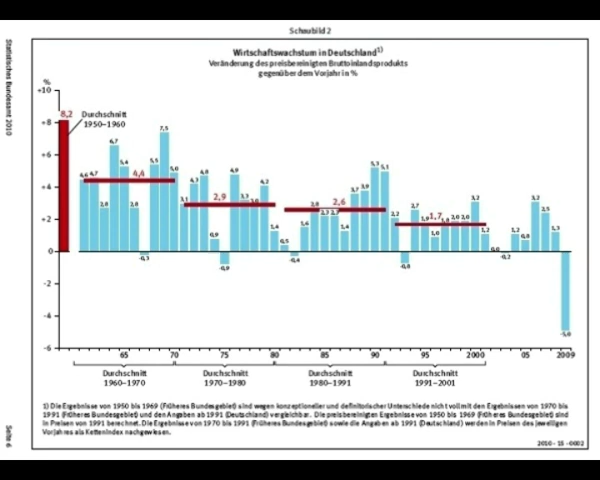 Schaubild 2
Wirtschaftswachstum in Deutschland 1)
Veränderung des preisbereinigten Bruttoinlandsprodukts
gegenüber dem Vorjahr in %
Statistisches Bundesamt 2010
%
+10
+8
+6
+4
+2
0
-2
-4
-6
8,2
Durchschnitt
1950–1960
4,6 4,7 2,8 6,7 5,4 2,8 -0,3 5,5 7,5 5,0
4,4
3,1 4,3 4,8 0,9 -0,9 4,9 3,3 3,0 4,2 1,4
2,9
0,5 -0,4 1,6 2,8 2,3 2,3 1,4 3,7 3,9 5,3 5,1
2,6
2,2 -0,8 2,7 1,9 1,0 1,8 2,0 2,0 3,2 1,2
1,7
0,0 -0,2 1,2 0,8 3,2 2,5 1,3 -5,0
65 70 75 80 85 90 95 2000 05 2009
Durchschnitt
1960–1970
Durchschnitt
1970–1980
Durchschnitt
1980–1991
Durchschnitt
1991–2001
1) Die Ergebnisse von 1950 bis 1969 (Früheres Bundesgebiet) sind wegen konzeptioneller und definitorischer Unterschiede nicht voll mit den Ergebnissen von 1970 bis
1991 (Früheres Bundesgebiet) und den Angaben ab 1991 (Deutschland) vergleichbar. Die preisbereinigten Ergebnisse von 1950 bis 1969 (Früheres Bundesgebiet) sind
in Preisen von 1991 berechnet. Die Ergebnisse von 1970 bis 1991 (Früheres Bundesgebiet) sowie die Angaben ab 1991 (Deutschland) werden in Preisen des jeweiligen
Vorjahres als Kettenindex nachgewiesen.
2010 - 15 - 0002
Seite 6